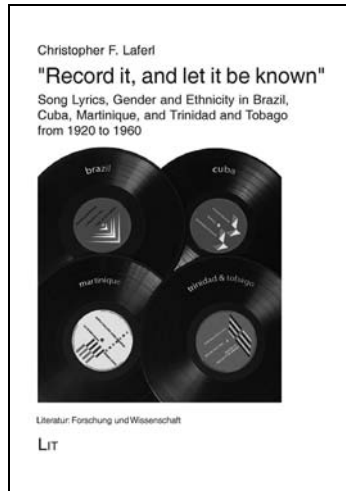 Christopher F. Laferl
"Record it, and let it be known"
Song Lyrics, Gender and Ethnicity in Brazil,
Cuba, Martinique, and Trinidad and Tobago
from 1920 to 1960
brazil
cuba
martinique
trinidad & tobago
Literatur: Forschung und Wissenschaft
LIT